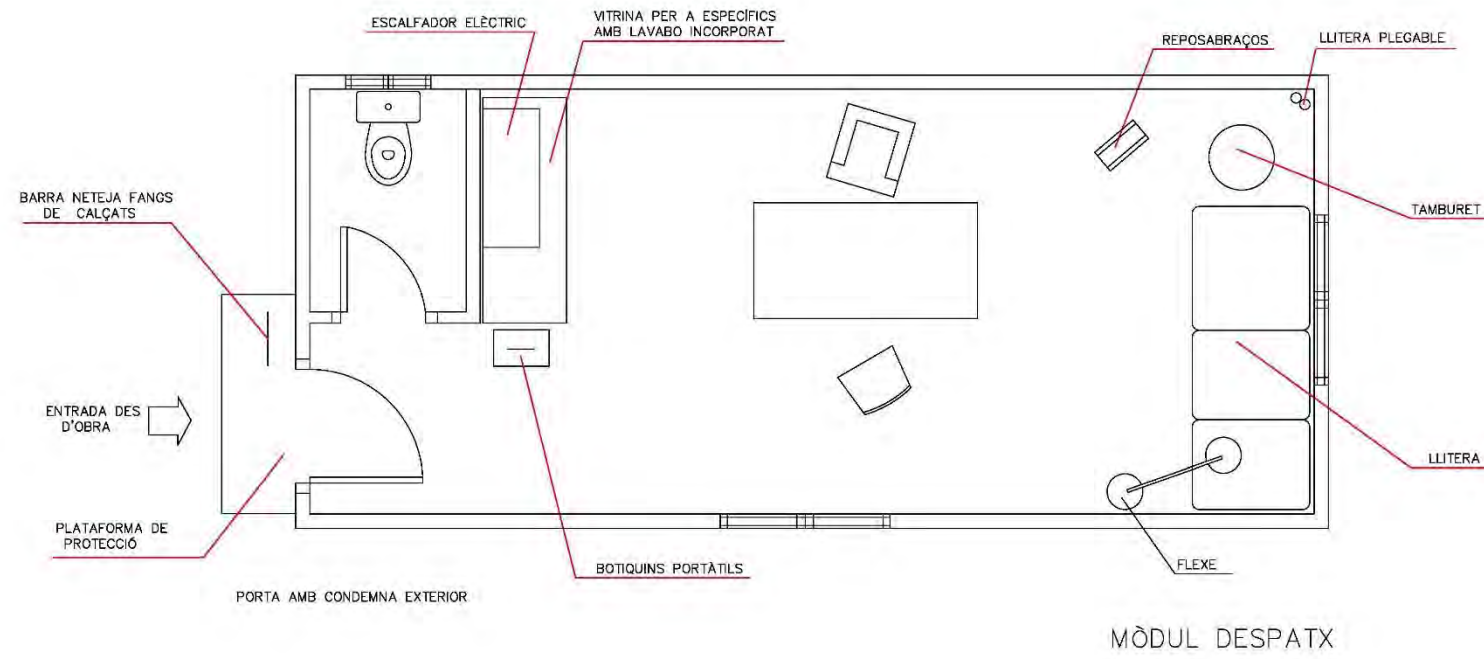 ESCALFADOR ELÈCTRIC
VITRINA PER A ESPECÍFICS
AMB LAVABO INCORPORAT
REPOSABRAÇOS
LLITERA PLEGABLE
BARRA NETEJA FANGS
DE CALÇATS
TAMBURET
ENTRADA DES
D'OBRA
LLITERA
PLATAFORMA DE
PROTECCIÓ
BOTIQUINS PORTÀTILS
FLEXE
PORTA AMB CONDEMNA EXTERIOR
MÒDUL DESPATX